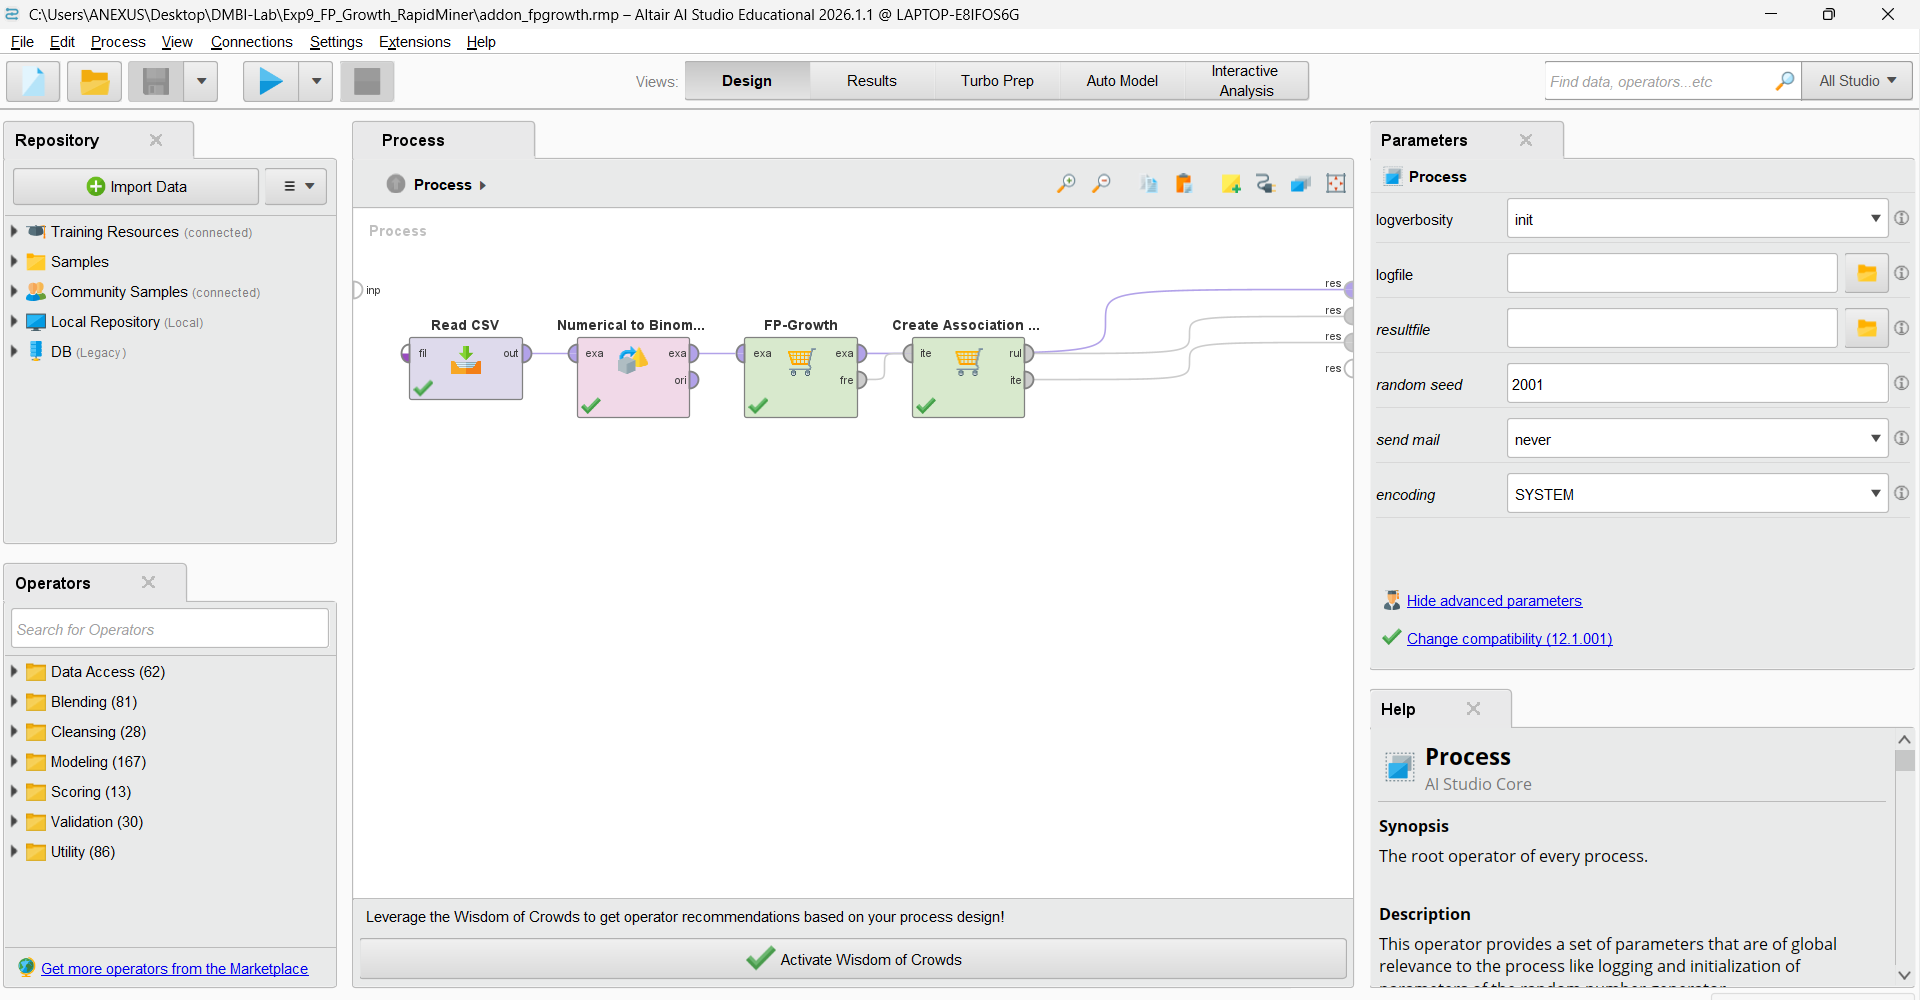 C:\Users\ANEXUS\Desktop\DMBI-Lab\Exp9_FP_Growth_RapidMiner\addon_fpgrowth.rmp – Altair AI Studio Educational 2026.1.1 @ LAPTOP-E8IFOS6G
File Edit Process View Connections Settings Extensions Help
Views: Design Results Turbo Prep Auto Model Interactive Analysis
Find data, operators...etc
All Studio
Repository
Import Data
Training Resources (connected)
Samples
Community Samples (connected)
Local Repository (Local)
DB (Legacy)
Operators
Search for Operators
Data Access (62)
Blending (81)
Cleansing (28)
Modeling (167)
Scoring (13)
Validation (30)
Utility (86)
Get more operators from the Marketplace
Process
Process
Process
inp
res
res
res
res
Read CSV
fil out
Numerical to Binom...
exa exa
ori
FP-Growth
exa exa
fre
Create Association ...
ite rul
ite
Leverage the Wisdom of Crowds to get operator recommendations based on your process design!
Activate Wisdom of Crowds
Parameters
Process
logverbosity init
logfile
resultfile
random seed 2001
send mail never
encoding SYSTEM
Hide advanced parameters
Change compatibility (12.1.001)
Help
Process
AI Studio Core
Synopsis
The root operator of every process.
Description
This operator provides a set of parameters that are of global
relevance to the process like logging and initialization of
parameters of the random number generator.